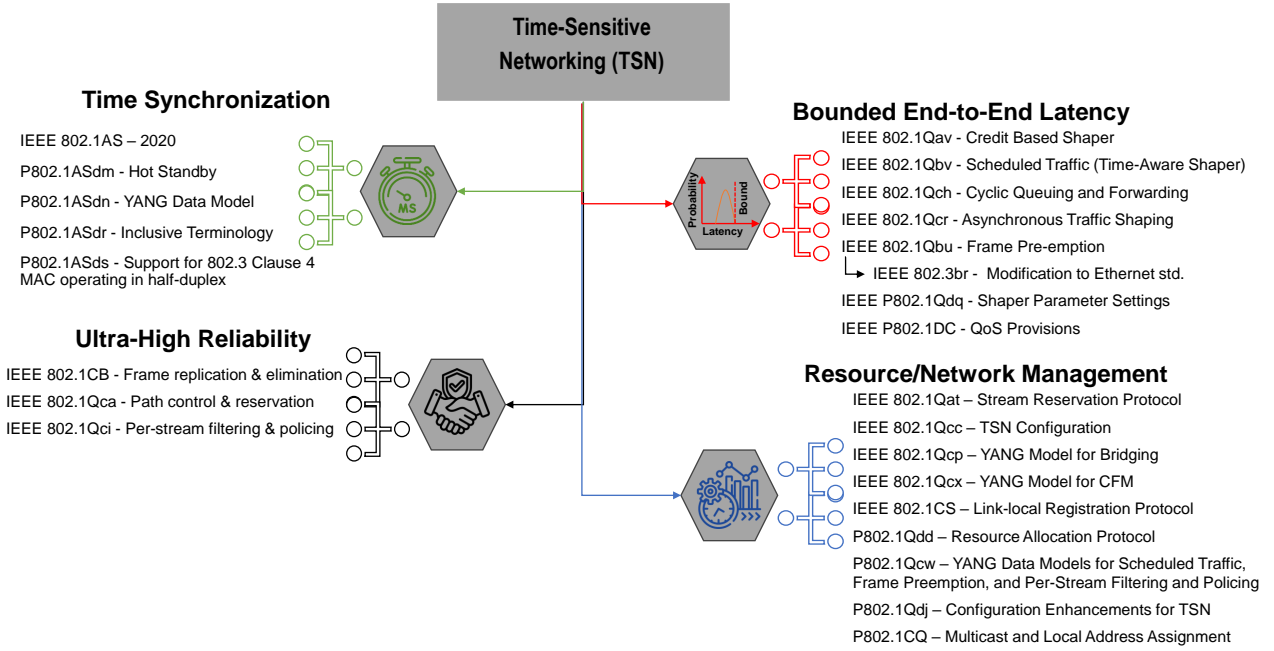 Time-Sensitive
Networking (TSN)
Time Synchronization
IEEE 802.1AS – 2020
P802.1ASdm - Hot Standby
P802.1ASdn - YANG Data Model
P802.1ASdr - Inclusive Terminology
P802.1ASds - Support for 802.3 Clause 4
MAC operating in half-duplex
MS
Bounded End-to-End Latency
IEEE 802.1Qav - Credit Based Shaper
IEEE 802.1Qbv - Scheduled Traffic (Time-Aware Shaper)
IEEE 802.1Qch - Cyclic Queuing and Forwarding
IEEE 802.1Qcr - Asynchronous Traffic Shaping
IEEE 802.1Qbu - Frame Pre-emption
IEEE 802.3br -  Modification to Ethernet std.
IEEE P802.1Qdq - Shaper Parameter Settings
IEEE P802.1DC - QoS Provisions
Probability
Bound
Latency
Ultra-High Reliability
IEEE 802.1CB - Frame replication & elimination
IEEE 802.1Qca - Path control & reservation
IEEE 802.1Qci - Per-stream filtering & policing
Resource/Network Management
IEEE 802.1Qat – Stream Reservation Protocol
IEEE 802.1Qcc – TSN Configuration
IEEE 802.1Qcp – YANG Model for Bridging
IEEE 802.1Qcx – YANG Model for CFM
IEEE 802.1CS – Link-local Registration Protocol
P802.1Qdd – Resource Allocation Protocol
P802.1Qcw – YANG Data Models for Scheduled Traffic,
Frame Preemption, and Per-Stream Filtering and Policing
P802.1Qdj – Configuration Enhancements for TSN
P802.1CQ – Multicast and Local Address Assignment